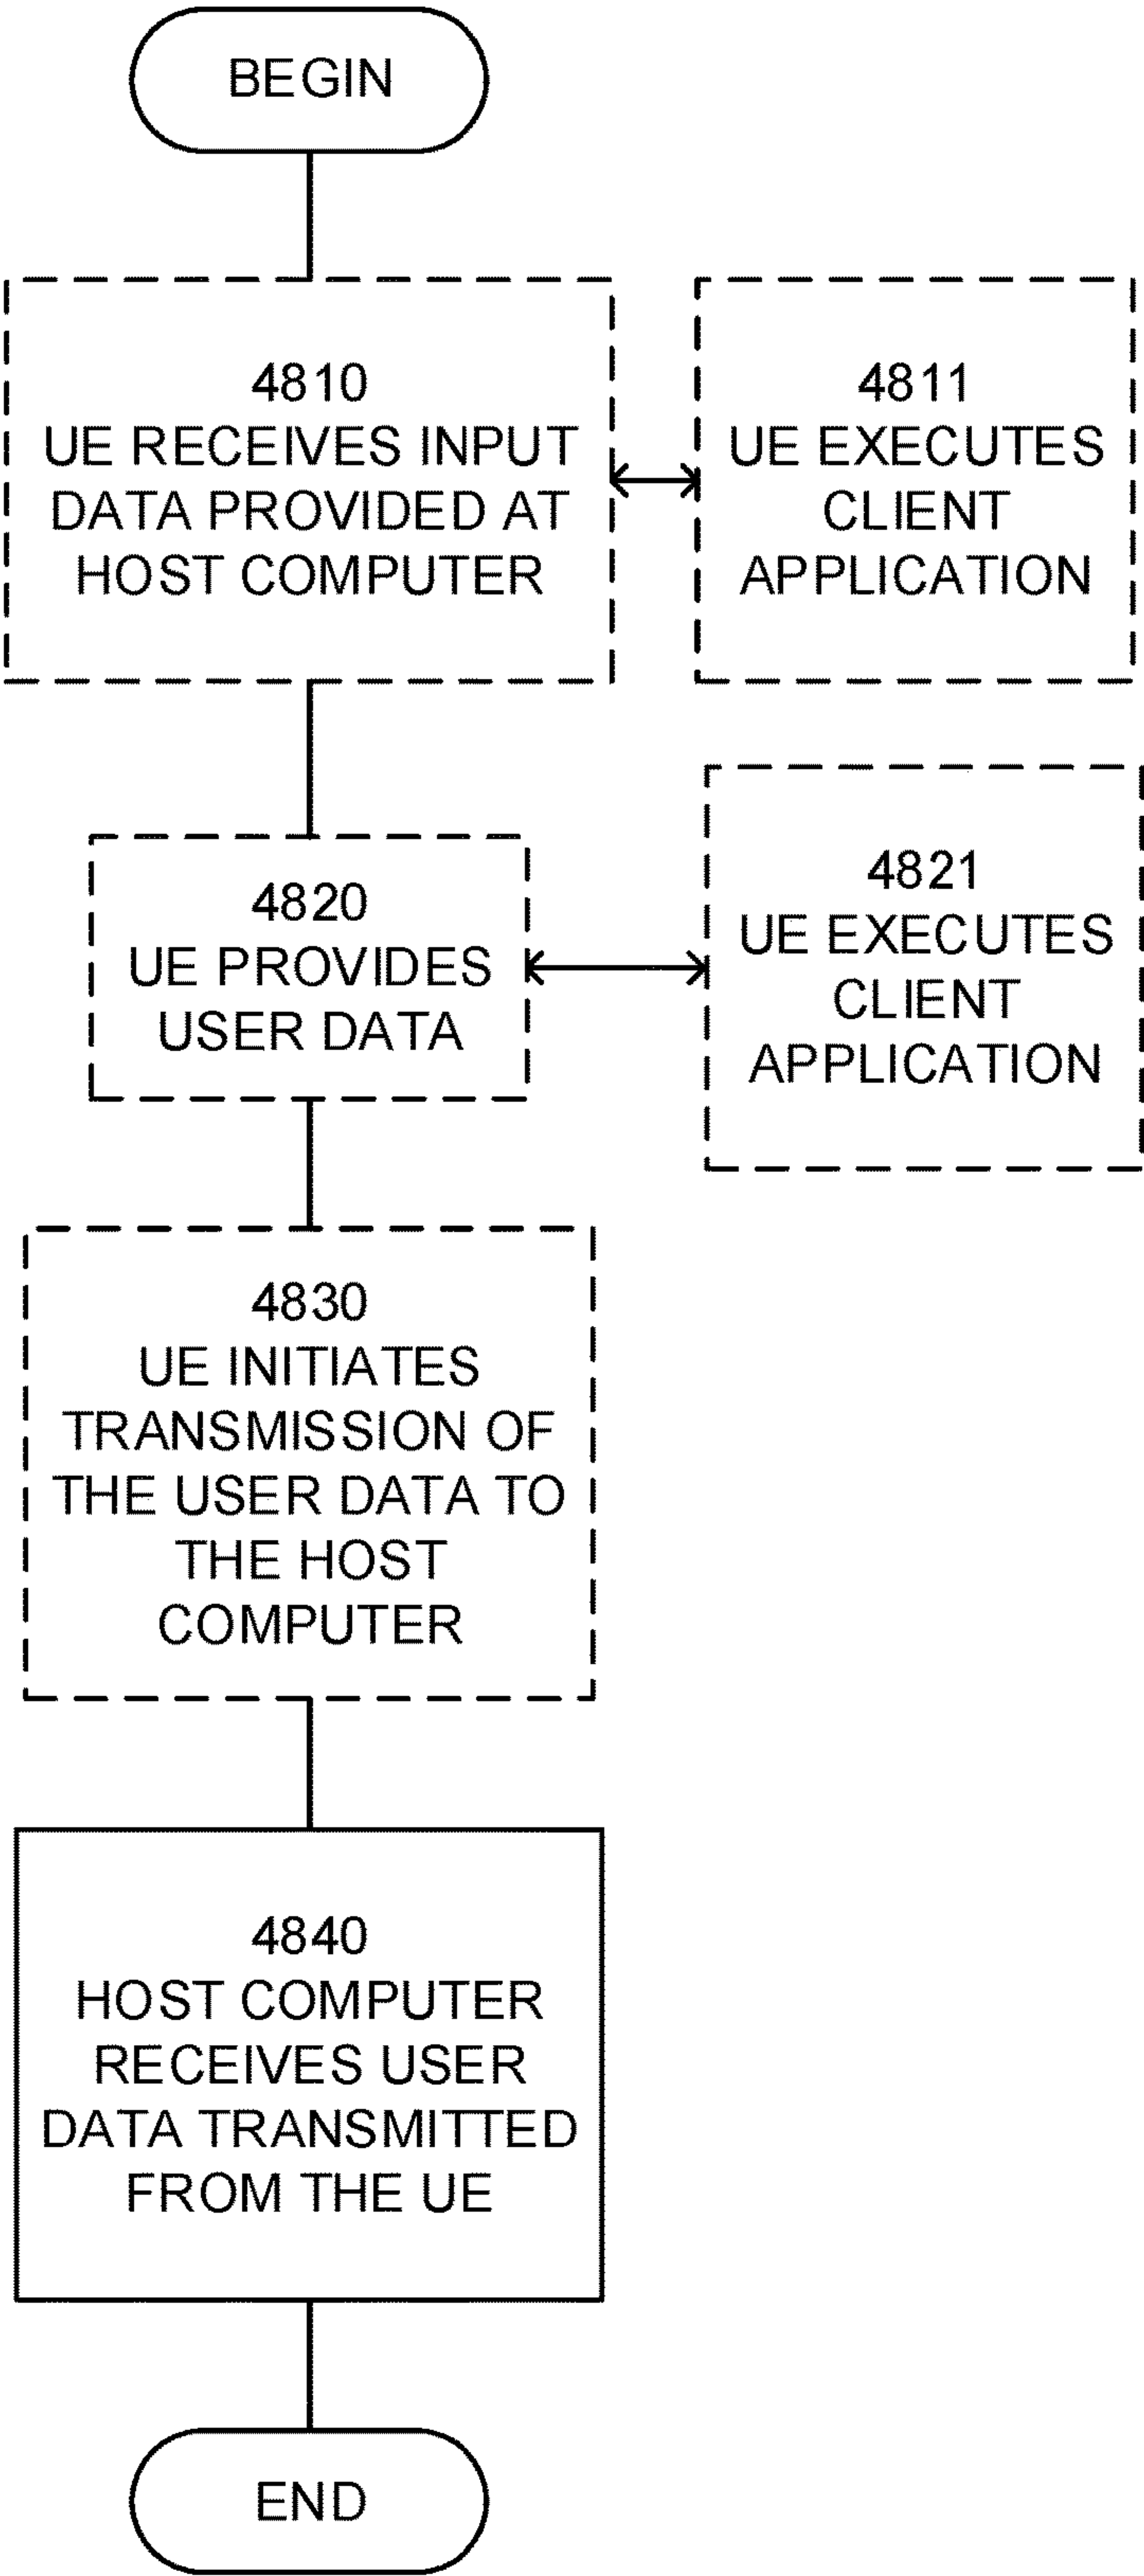 BEGIN
4810
UE RECEIVES INPUT
DATA PROVIDED AT
HOST COMPUTER
4811
UE EXECUTES
CLIENT
APPLICATION
4820
UE PROVIDES
USER DATA
4821
UE EXECUTES
CLIENT
APPLICATION
4830
UE INITIATES
TRANSMISSION OF
THE USER DATA TO
THE HOST
COMPUTER
4840
HOST COMPUTER
RECEIVES USER
DATA TRANSMITTED
FROM THE UE
END